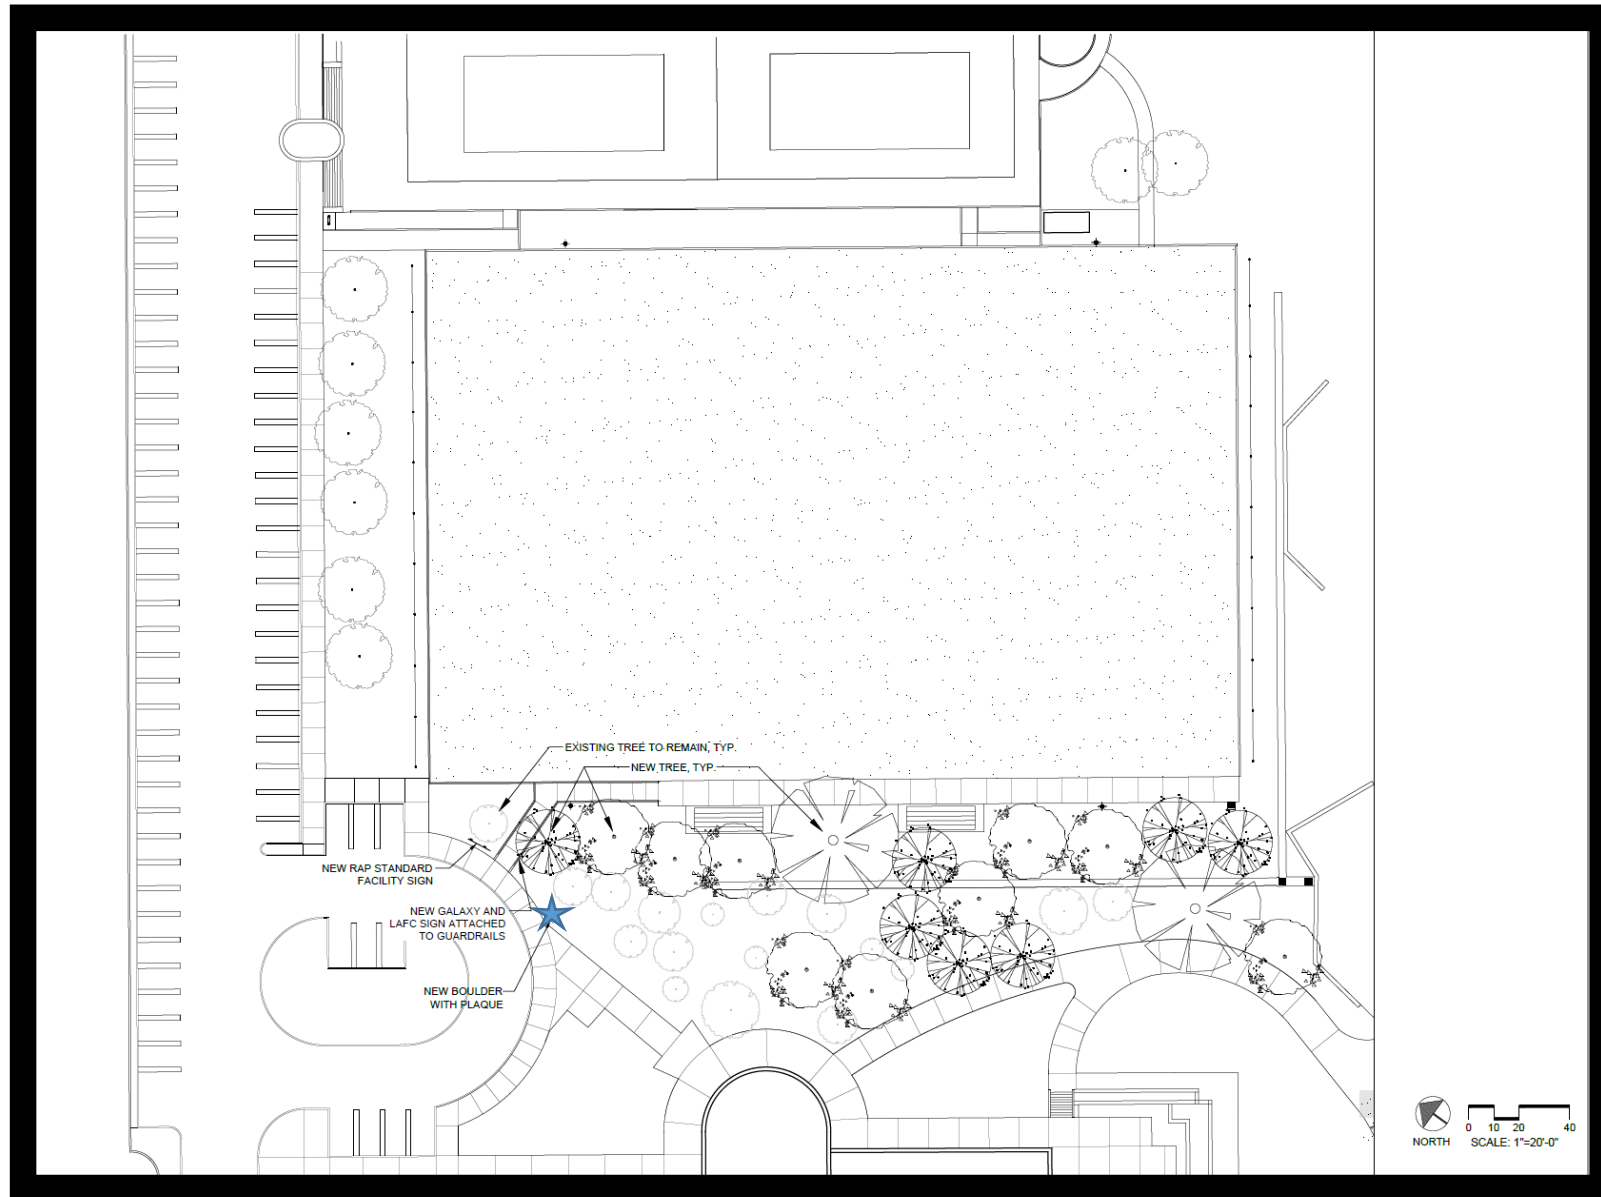 EXISTING TREE TO REMAIN, TYP.
NEW TREE, TYP.
NEW RAP STANDARD
FACILITY SIGN
NEW GALAXY AND
LAFC SIGN ATTACHED
TO GUARDRAILS
NEW BOULDER
WITH PLAQUE
NORTH
0 10 20 40
SCALE: 1"=20'-0"